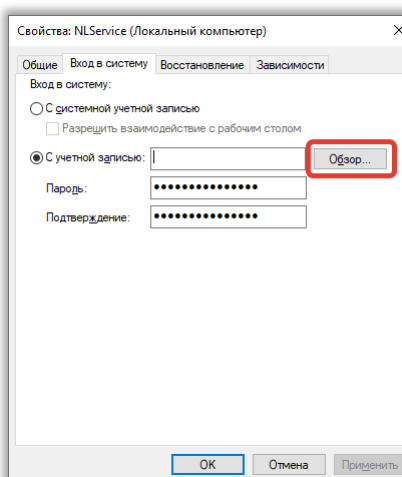 Свойства: NLService (Локальный компьютер)
Общие Вход в систему Восстановление Зависимости
Вход в систему:
С системной учетной записью
Разрешить взаимодействие с рабочим столом
С учетной записью: Обзор...
Пароль: •••••••••••••••
Подтверждение: •••••••••••••••
OK Отмена Применить